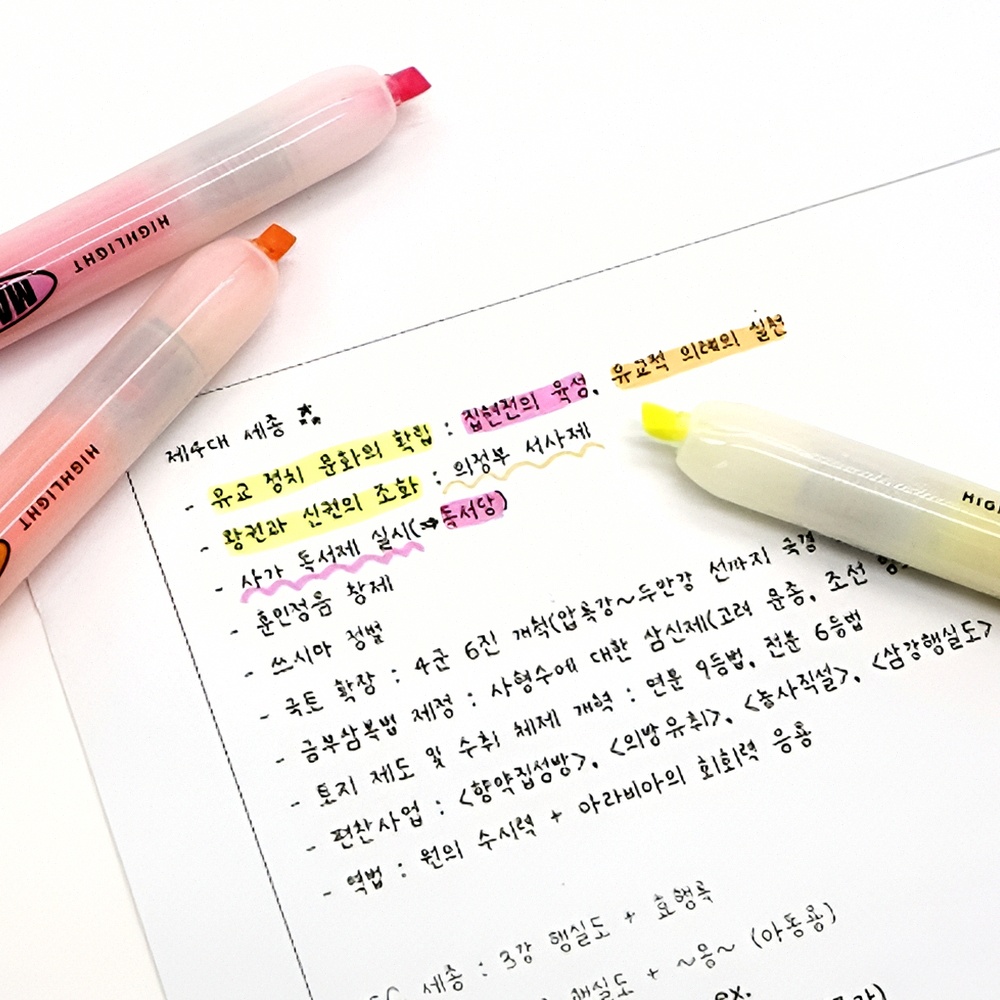 HIGHLIGHT
MA
HIGHLIGHT
제4대 세종
- 유교 정치 문화의 확립 : 집현전의 육성, 유교적 의례의 실천
- 왕권과 신권의 조화 : 의정부 서사제
- 사가 독서제 실시(⇒독서당)
- 훈민정음 창제
- 쓰시마 정벌
- 국토 확장 : 4군 6진 개척(압록강~두만강 선까지 국경
- 금부삼복법 제정 : 사형수에 대한 삼심제(고려 문종, 조선
- 토지 제도 및 수취 체제 개혁 : 연분 9등법, 전분 6등법
- 편찬사업 : <향약집성방>, <의방유취>, <농사직설>, <삼강행실도>
- 역법 : 원의 수시력 + 아라비아의 회회력 응용
세종 : 3강 행실도 + 효행록
행실도 + ~응~ (아동용)
ex.